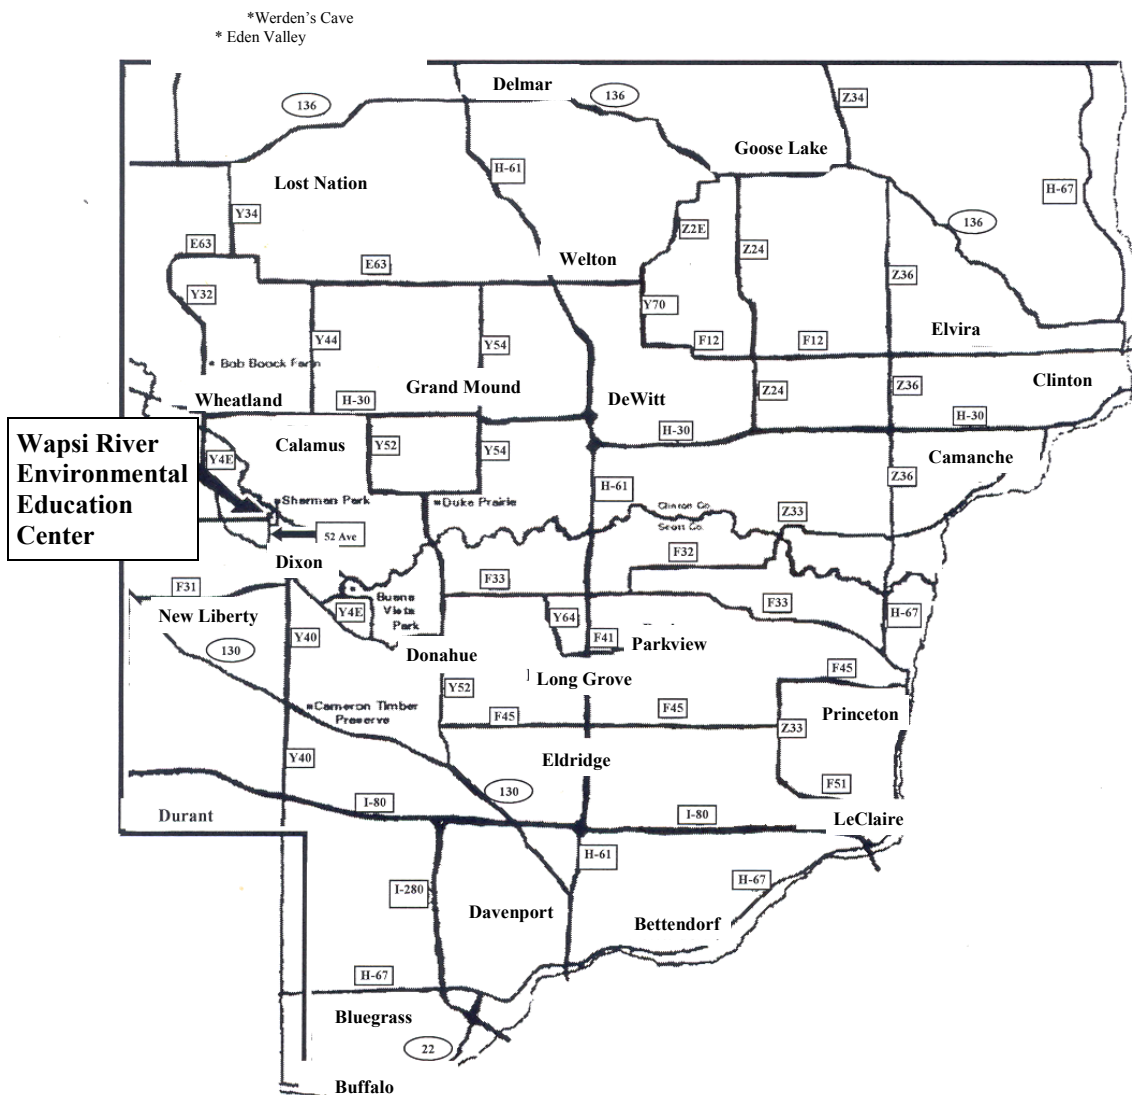 *Werden's Cave
* Eden Valley
Delmar
136
136
Z34
Goose Lake
H-61
Lost Nation
H-67
Y34
136
Z2E
E63
Z24
Welton
E63
Z36
Y32
Y70
Elvira
Y44
Y54
F12
F12
* Bob Boock Farm
Clinton
Grand Mound
Z24
Z36
Wheatland
H-30
DeWitt
H-30
H-30
Calamus
Y52
Y54
Camanche
Wapsi River
Environmental
Education
Center
Y4E
Z36
H-61
Sherman Park
Duke Prairie
Clinton Co.
Scott Co.
Z33
52 Ave
F32
Dixon
F31
F33
Buena
Vista
Park
F33
New Liberty
Y4E
Y64
H-67
Y40
F41
Parkview
130
Donahue
F45
Long Grove
Y52
Cameron Timber
Preserve
F45
F45
Princeton
Z33
Y40
Eldridge
F51
130
I-80
I-80
Durant
LeClaire
H-61
H-67
I-280
Davenport
Bettendorf
H-67
Bluegrass
22
Buffalo